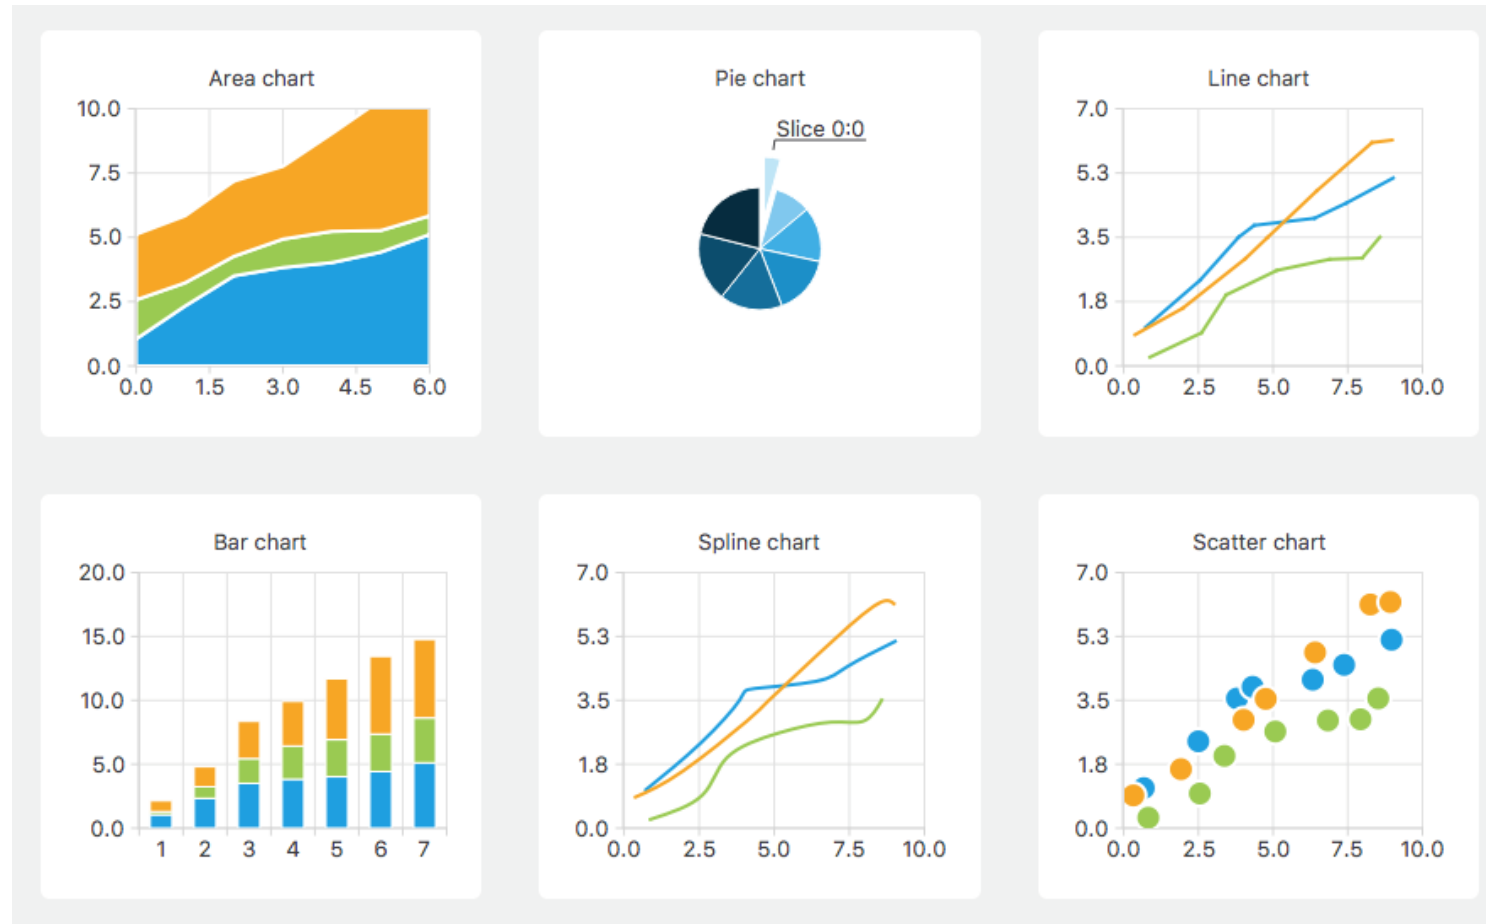 Area chart
10.0
7.5
5.0
2.5
0.0
0.0 1.5 3.0 4.5 6.0
Pie chart
Slice 0:0
Line chart
7.0
5.3
3.5
1.8
0.0
0.0 2.5 5.0 7.5 10.0
Bar chart
20.0
15.0
10.0
5.0
0.0
1 2 3 4 5 6 7
Spline chart
7.0
5.3
3.5
1.8
0.0
0.0 2.5 5.0 7.5 10.0
Scatter chart
7.0
5.3
3.5
1.8
0.0
0.0 2.5 5.0 7.5 10.0